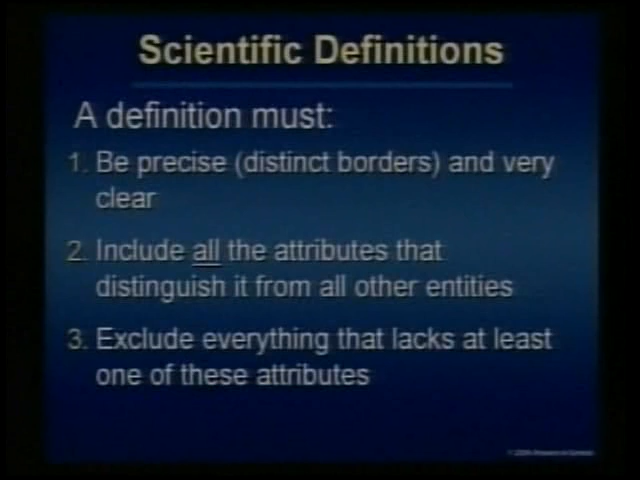 Scientific Definitions
A definition must:
1. Be precise (distinct borders) and very
clear
2. Include all the attributes that
distinguish it from all other entities
3. Exclude everything that lacks at least
one of these attributes